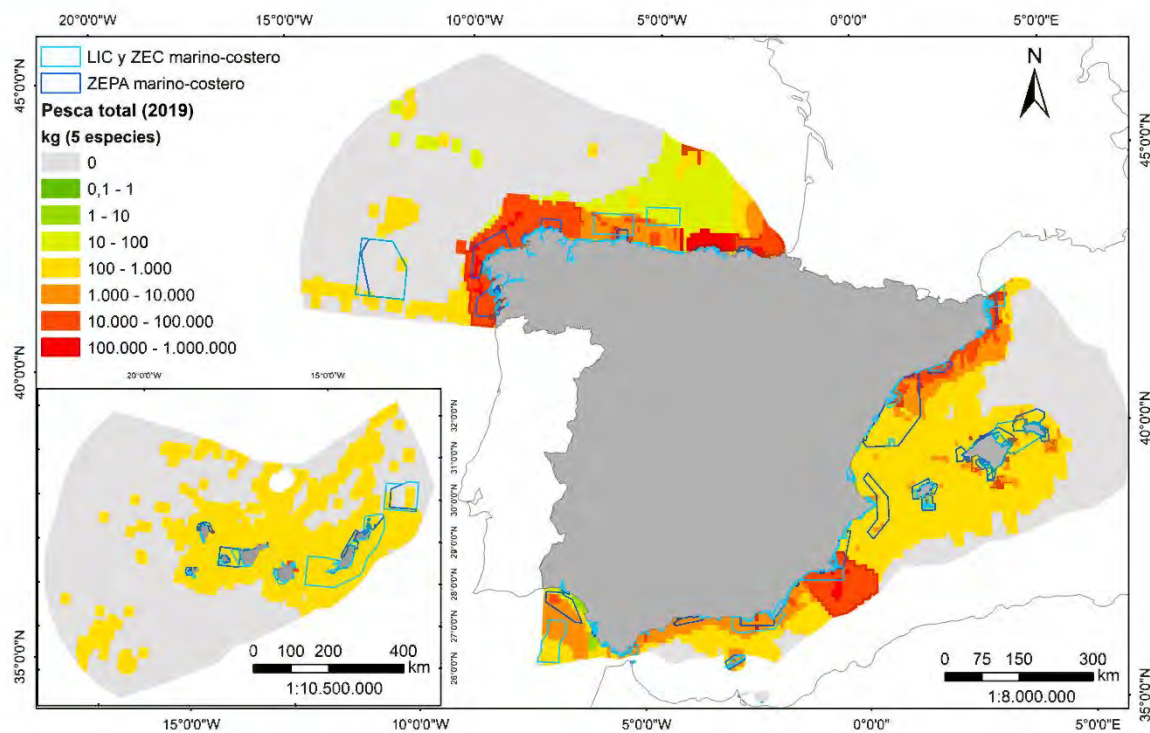 20°0'0"W 15°0'0"W 10°0'0"W 5°0'0"W 0°0'0" 5°0'0"E
LIC y ZEC marino-costero
ZEPA marino-costero
Pesca total (2019)
kg (5 especies)
0
0,1 - 1
1 - 10
10 - 100
100 - 1.000
1.000 - 10.000
10.000 - 100.000
100.000 - 1.000.000
N
45°0'0"N
45°0'0"N
40°0'0"N
40°0'0"N
35°0'0"N
35°0'0"N
20°0'0"W 15°0'0"W
32°0'0"N
31°0'0"N
30°0'0"N
29°0'0"N
28°0'0"N
27°0'0"N
26°0'0"N
0 100 200 400
km
1:10.500.000
0 75 150 300
km
1:8.000.000
15°0'0"W 10°0'0"W 5°0'0"W 0°0'0" 5°0'0"E